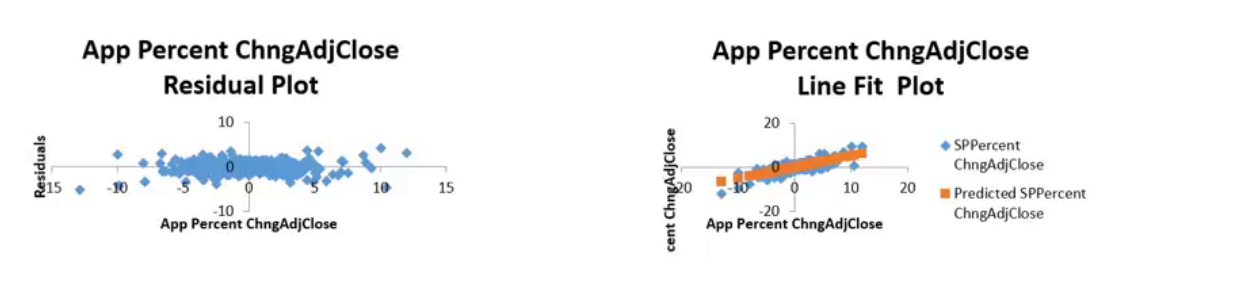 App Percent ChngAdjClose
Residual Plot
Residuals
10
0
-15
-10
-5
0
5
10
15
-10
App Percent ChngAdjClose
App Percent ChngAdjClose
Line Fit Plot
cent ChngAdjClose
20
0
-20
-10
0
10
20
-20
App Percent ChngAdjClose
SPPercent
ChngAdjClose
Predicted SPPercent
ChngAdjClose